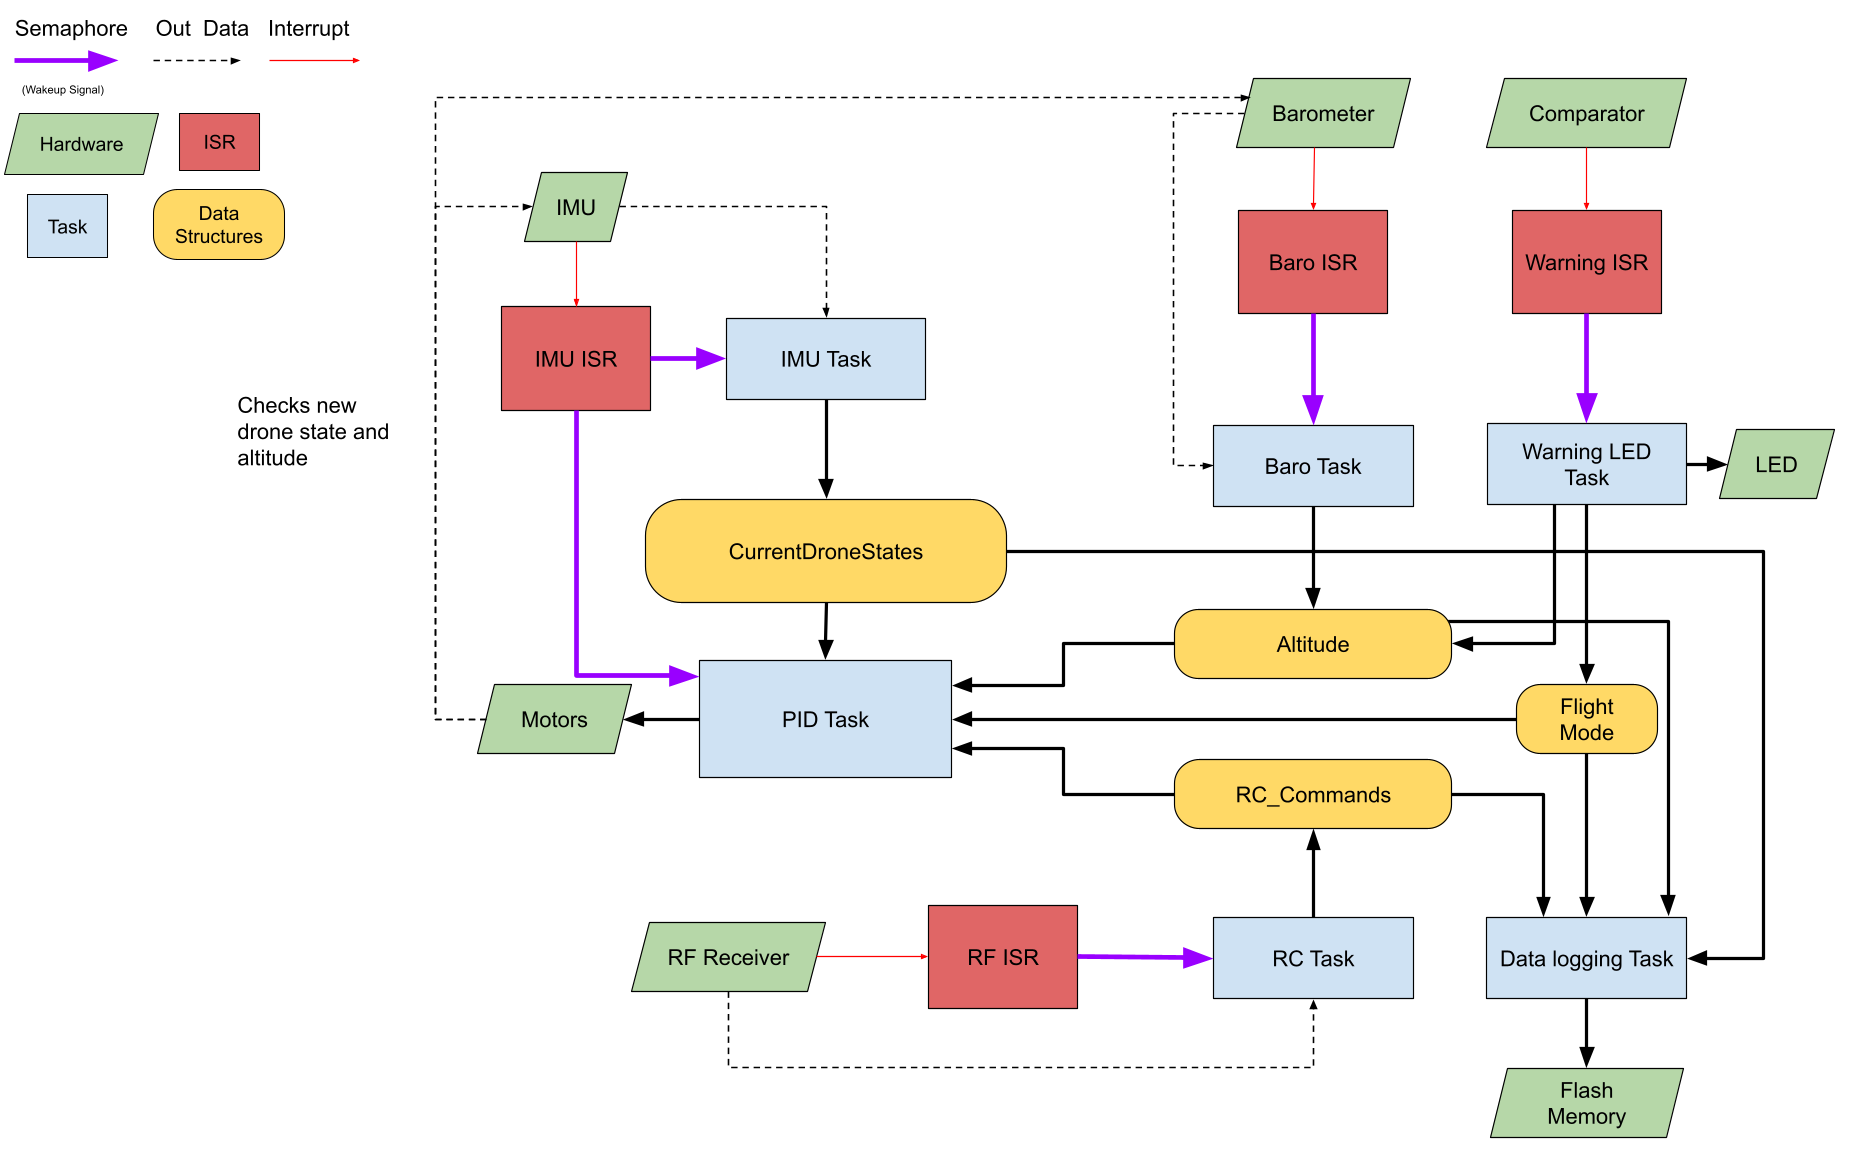 Semaphore
Out  Data
Interrupt
(Wakeup Signal)
Hardware
ISR
Task
Data
Structures
Barometer
Comparator
IMU
Baro ISR
Warning ISR
IMU ISR
IMU Task
Checks new
drone state and
altitude
Baro Task
Warning LED
Task
LED
CurrentDroneStates
Altitude
Motors
PID Task
Flight
Mode
RC_Commands
RF Receiver
RF ISR
RC Task
Data logging Task
Flash
Memory